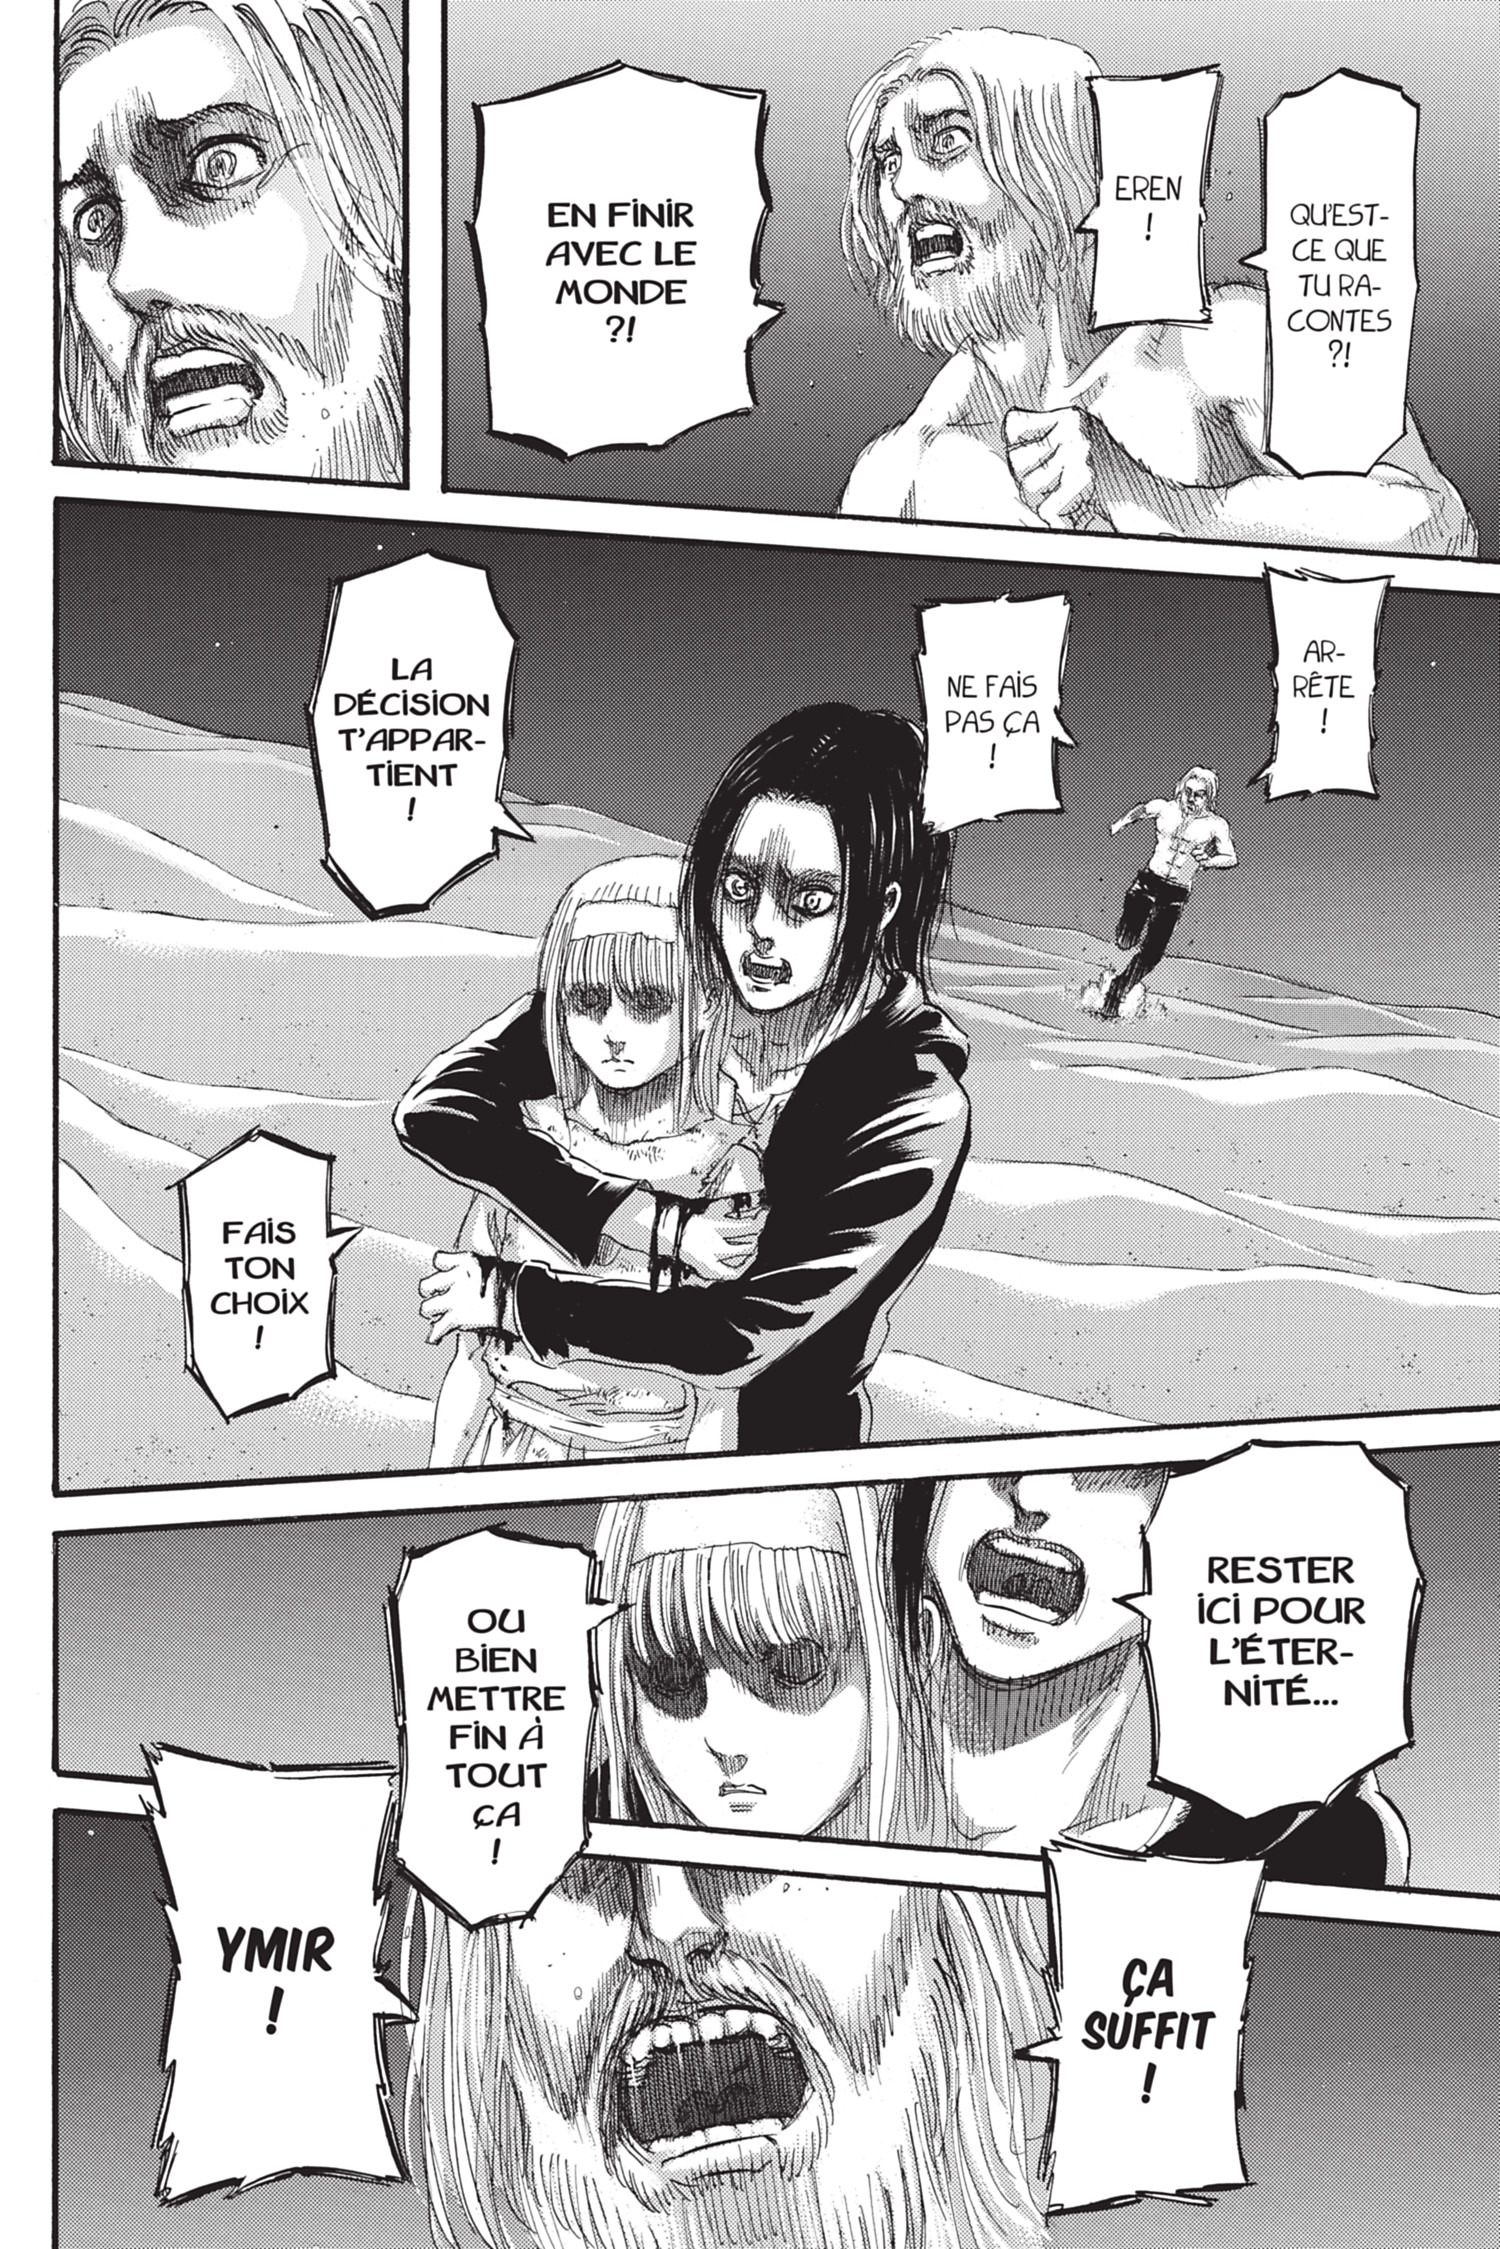 QU'EST-
CE QUE
TU RA-
CONTES
?!
EREN
!
EN FINIR
AVEC LE
MONDE
?!
AR-
RÊTE
!
NE FAIS
PAS ÇA
!
LA
DÉCISION
T'APPAR-
TIENT
!
FAIS
TON
CHOIX
!
RESTER
ICI POUR
L'ÉTER-
NITÉ...
OU
BIEN
METTRE
FIN À
TOUT
ÇA
!
ÇA
SUFFIT
!
YMIR
!